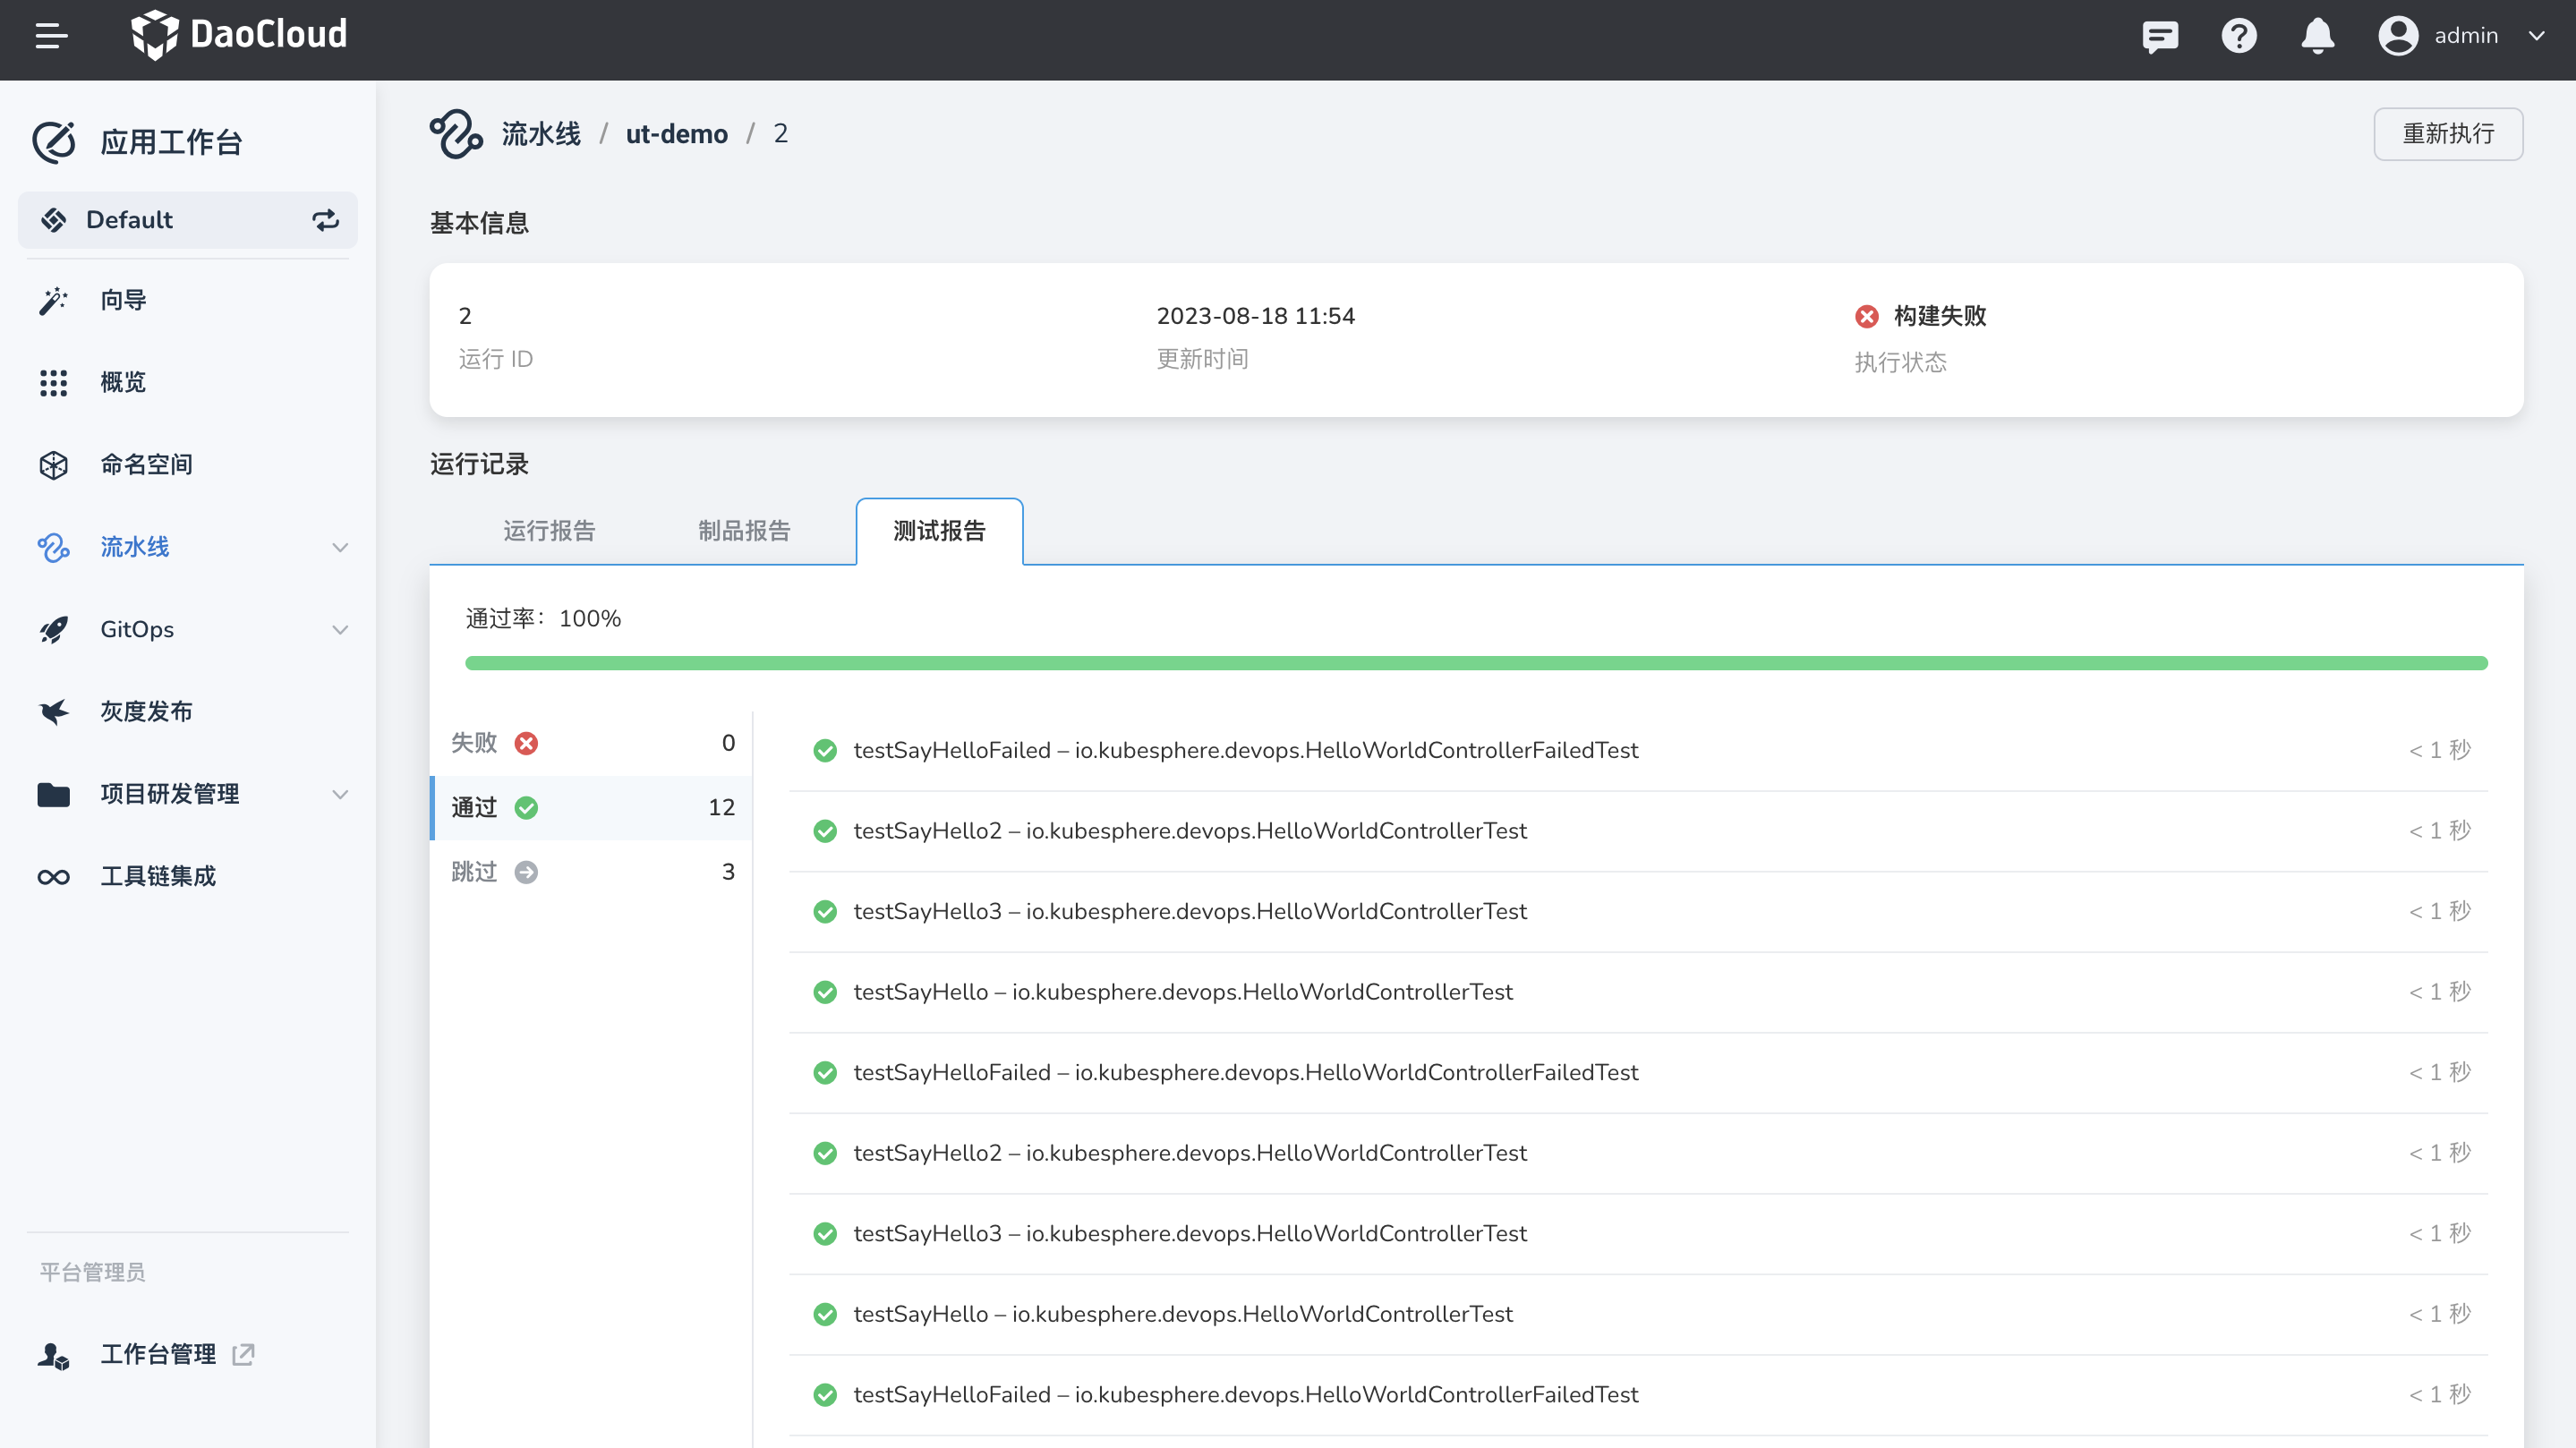 DaoCloud
admin
应用工作台
Default
向导
概览
命名空间
流水线
GitOps
灰度发布
项目研发管理
工具链集成
平台管理员
工作台管理
流水线 / ut-demo / 2
重新执行
基本信息
2
运行 ID
2023-08-18 11:54
更新时间
构建失败
执行状态
运行记录
运行报告
制品报告
测试报告
通过率：100%
失败 0
通过 12
跳过 3
testSayHelloFailed – io.kubesphere.devops.HelloWorldControllerFailedTest < 1 秒
testSayHello2 – io.kubesphere.devops.HelloWorldControllerTest < 1 秒
testSayHello3 – io.kubesphere.devops.HelloWorldControllerTest < 1 秒
testSayHello – io.kubesphere.devops.HelloWorldControllerTest < 1 秒
testSayHelloFailed – io.kubesphere.devops.HelloWorldControllerFailedTest < 1 秒
testSayHello2 – io.kubesphere.devops.HelloWorldControllerTest < 1 秒
testSayHello3 – io.kubesphere.devops.HelloWorldControllerTest < 1 秒
testSayHello – io.kubesphere.devops.HelloWorldControllerTest < 1 秒
testSayHelloFailed – io.kubesphere.devops.HelloWorldControllerFailedTest < 1 秒